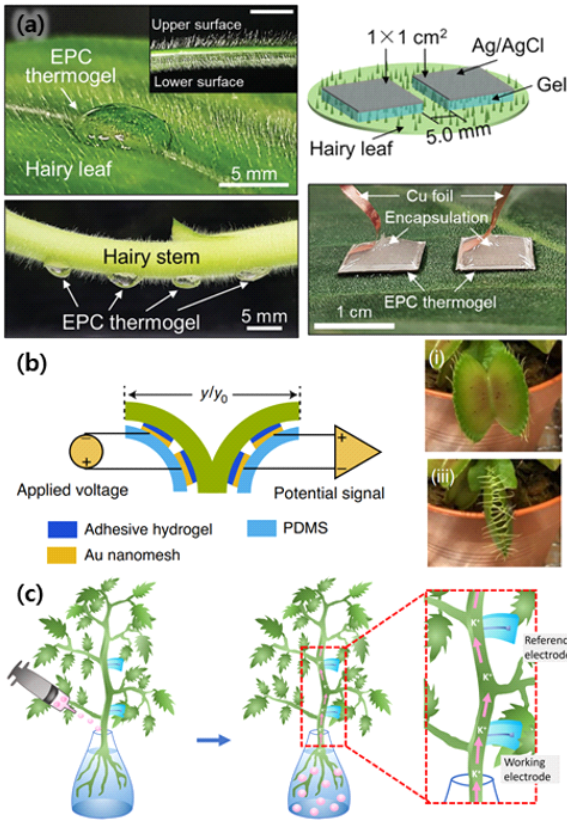 (a)
Upper surface
EPC
thermogel
Lower surface
Hairy leaf
5 mm
1×1 cm²
Ag/AgCl
Gel
5.0 mm
Hairy leaf
Hairy stem
EPC thermogel
5 mm
Cu foil
Encapsulation
EPC thermogel
1 cm
(b)
y/y₀
−
+
+
−
Applied voltage
Potential signal
Adhesive hydrogel
PDMS
Au nanomesh
(i)
(iii)
(c)
K⁺
Reference
electrode
K⁺
K⁺
Working
electrode
K⁺